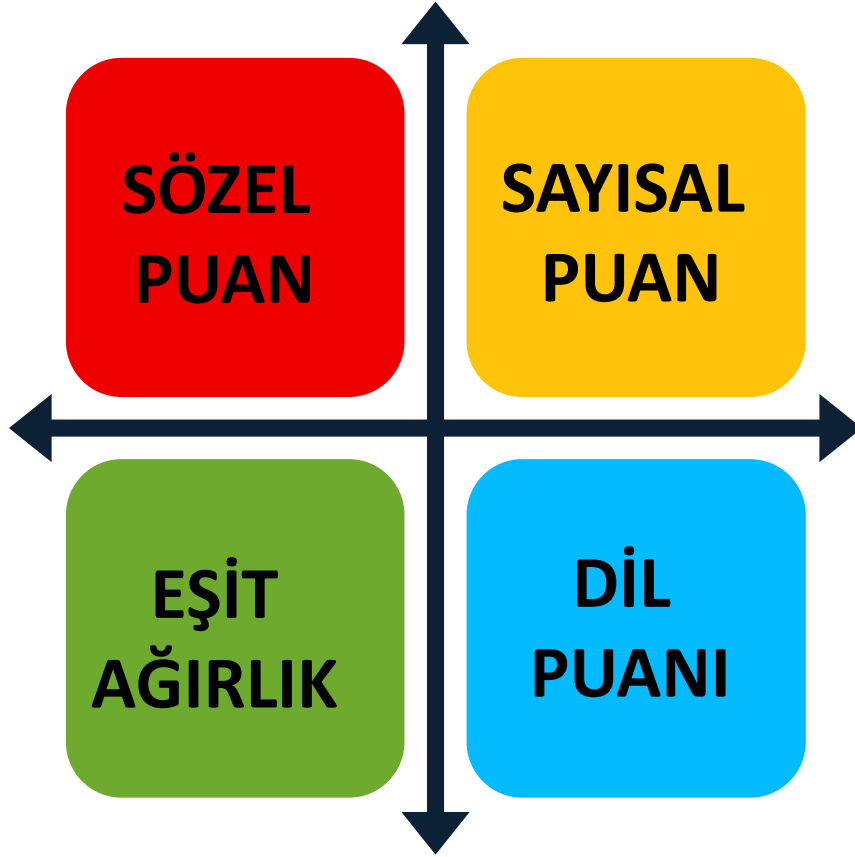 SÖZEL
PUAN
SAYISAL
PUAN
EŞİT
AĞIRLIK
DİL
PUANI